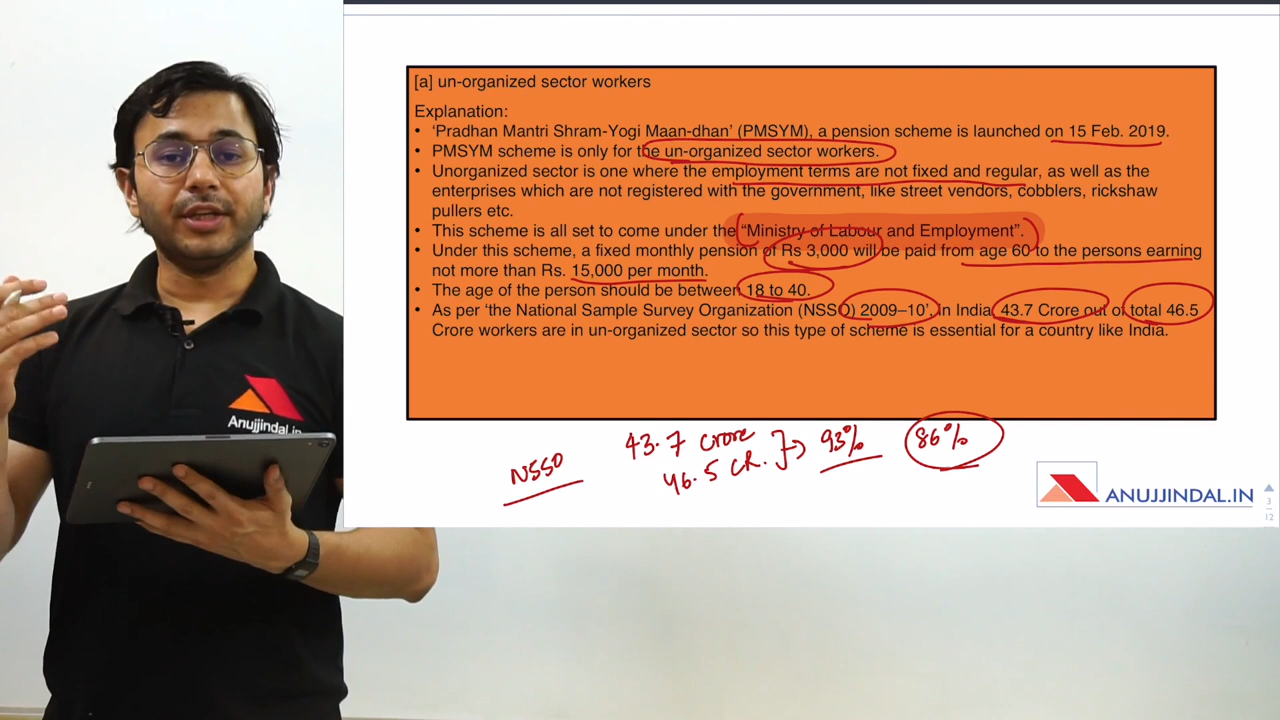 [a] un-organized sector workers
Explanation:
• ‘Pradhan Mantri Shram-Yogi Maan-dhan’ (PMSYM), a pension scheme is launched on 15 Feb. 2019.
• PMSYM scheme is only for the un-organized sector workers.
• Unorganized sector is one where the employment terms are not fixed and regular, as well as the
enterprises which are not registered with the government, like street vendors, cobblers, rickshaw
pullers etc.
• This scheme is all set to come under the “Ministry of Labour and Employment”.
• Under this scheme, a fixed monthly pension of Rs 3,000 will be paid from age 60 to the persons earning
not more than Rs. 15,000 per month.
• The age of the person should be between 18 to 40.
• As per ‘the National Sample Survey Organization (NSSO) 2009–10’, in India, 43.7 Crore out of total 46.5
Crore workers are in un-organized sector so this type of scheme is essential for a country like India.
NSSO
43.7 crore
46.5 CR. } → 93% 86%
Anujjindal.in
ANUJJINDAL.IN
3
12